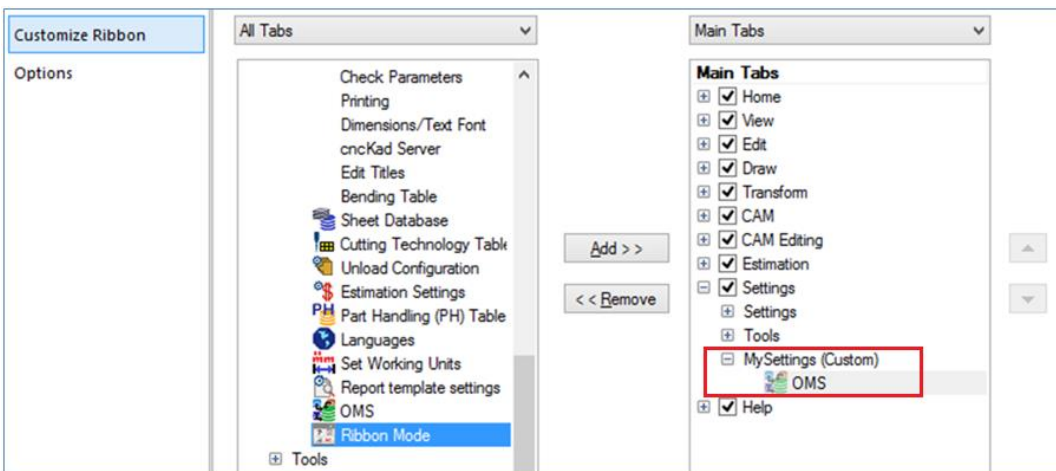 Customize Ribbon
Options
All Tabs
Check Parameters
Printing
Dimensions/Text Font
cncKad Server
Edit Titles
Bending Table
Sheet Database
Cutting Technology Table
Unload Configuration
Estimation Settings
PH Part Handling (PH) Table
Languages
Set Working Units
Report template settings
OMS
Ribbon Mode
Tools
Add >>
<< Remove
Main Tabs
Main Tabs
Home
View
Edit
Draw
Transform
CAM
CAM Editing
Estimation
Settings
Settings
Tools
MySettings (Custom)
OMS
Help